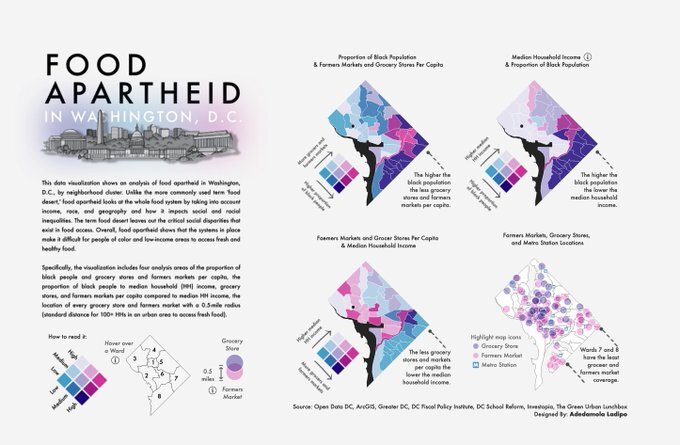 FOOD
APARTHEID
IN WASHINGTON, D.C.
This data visualization shows an analysis of food apartheid in Washington,
D.C., by neighborhood cluster. Unlike the more commonly used term 'food
desert,' food apartheid looks at the whole food system by taking into account
income, race, and geography and how it impacts social and racial
inequalities. The term food desert leaves out the critical social disparities that
exist in food access. Overall, food apartheid shows that the systems in place
make it difficult for people of color and low-income areas to access fresh and
healthy food.
Specifically, the visualization includes four analysis areas of the proportion of
black people and grocery stores and farmers markets per capita, the
proportion of black people to median household (HH) income, grocery
stores, and farmers markets per capita compared to median HH income, the
location of every grocery store and farmers market with a 0.5-mile radius
(standard distance for 100+ HHs in an urban area to access fresh food).
How to read it:
High
Medium
Low
Low
Medium
High
Hover over
a Ward
3
4
1
5
2
6
7
8
Grocery
Store
0.5
miles
Farmers
Market
Proportion of Black Population
& Farmers Markets and Grocery Stores Per Capita
More grocers and
farmers markets
Higher proportion
of black people
The higher the
black population
the less grocery
stores and farmers
markets per capita.
Median Household Income
& Proportion of Black Population
Higher median
HH income
Higher proportion
of black people
The higher the
black population
the lower the
median household
income.
Farmers Markets and Grocer Stores Per Capita
& Median Household Income
Higher median
HH income
More grocers and
farmers markets
The less grocery
stores and markets
per capita the
lower the median
household income.
Farmers Markets, Grocery Stores,
and Metro Station Locations
Highlight map icons
Grocery Store
Farmers Market
M Metro Station
Wards 7 and 8
have the least
grocer and
farmers market
coverage.
Source: Open Data DC, ArcGIS, Greater DC, DC Fiscal Policy Institute, DC School Reform, Investopia, The Green Urban Lunchbox
Designed By: Adedamola Ladipo